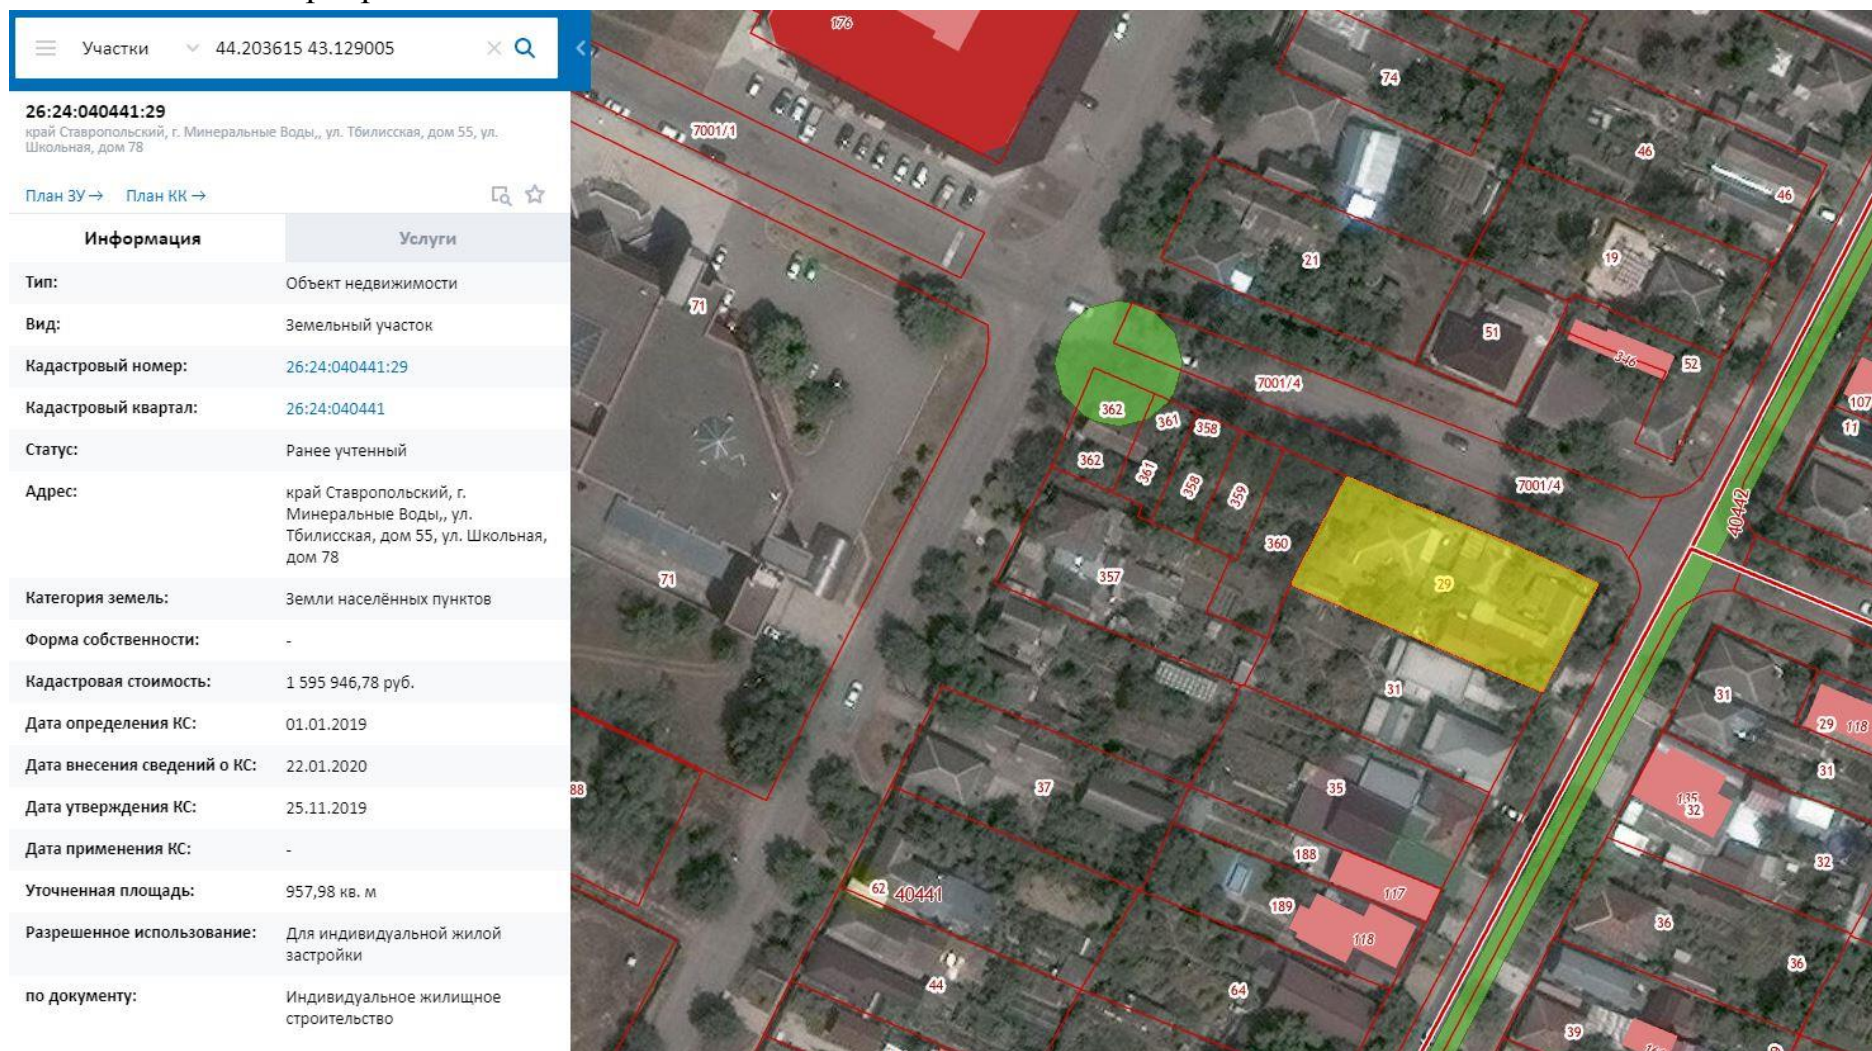 Участки 44.203615 43.129005
26:24:040441:29
край Ставропольский, г. Минеральные Воды,, ул. Тбилисская, дом 55, ул.
Школьная, дом 78
План ЗУ→ План КК→
Информация Услуги
Тип: Объект недвижимости
Вид: Земельный участок
Кадастровый номер: 26:24:040441:29
Кадастровый квартал: 26:24:040441
Статус: Ранее учтенный
Адрес: край Ставропольский, г.
Минеральные Воды,, ул.
Тбилисская, дом 55, ул. Школьная,
дом 78
Категория земель: Земли населённых пунктов
Форма собственности: -
Кадастровая стоимость: 1 595 946,78 руб.
Дата определения КС: 01.01.2019
Дата внесения сведений о КС: 22.01.2020
Дата утверждения КС: 25.11.2019
Дата применения КС: -
Уточненная площадь: 957,98 кв. м
Разрешенное использование: Для индивидуальной жилой
застройки
по документу: Индивидуальное жилищное
строительство
176
74
7001/1
46
46
21
19
71
51
346
52
7001/4
107
362
361
358
11
362
361
358
359
7001/4
40442
360
357
71
29
31
31
29
118
31
37
35
88
135
32
188
32
62
40441
117
189
36
118
36
44
64
39